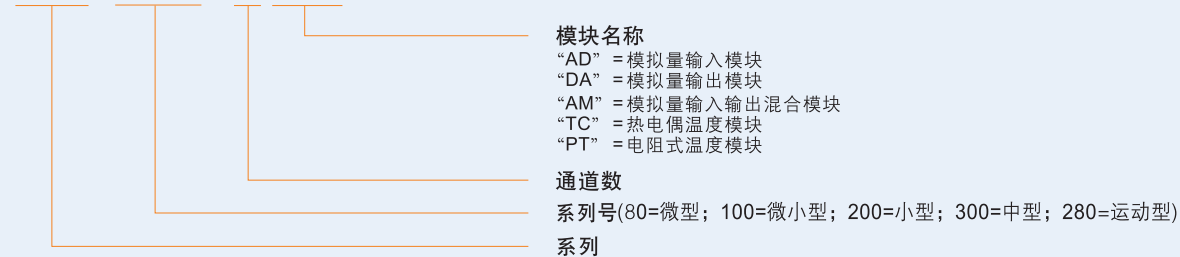 模块名称
“AD” =模拟量输入模块
“DA” =模拟量输出模块
“AM” =模拟量输入输出混合模块
“TC” =热电偶温度模块
“PT” =电阻式温度模块
通道数
系列号(80=微型；100=微小型；200=小型；300=中型；280=运动型)
系列